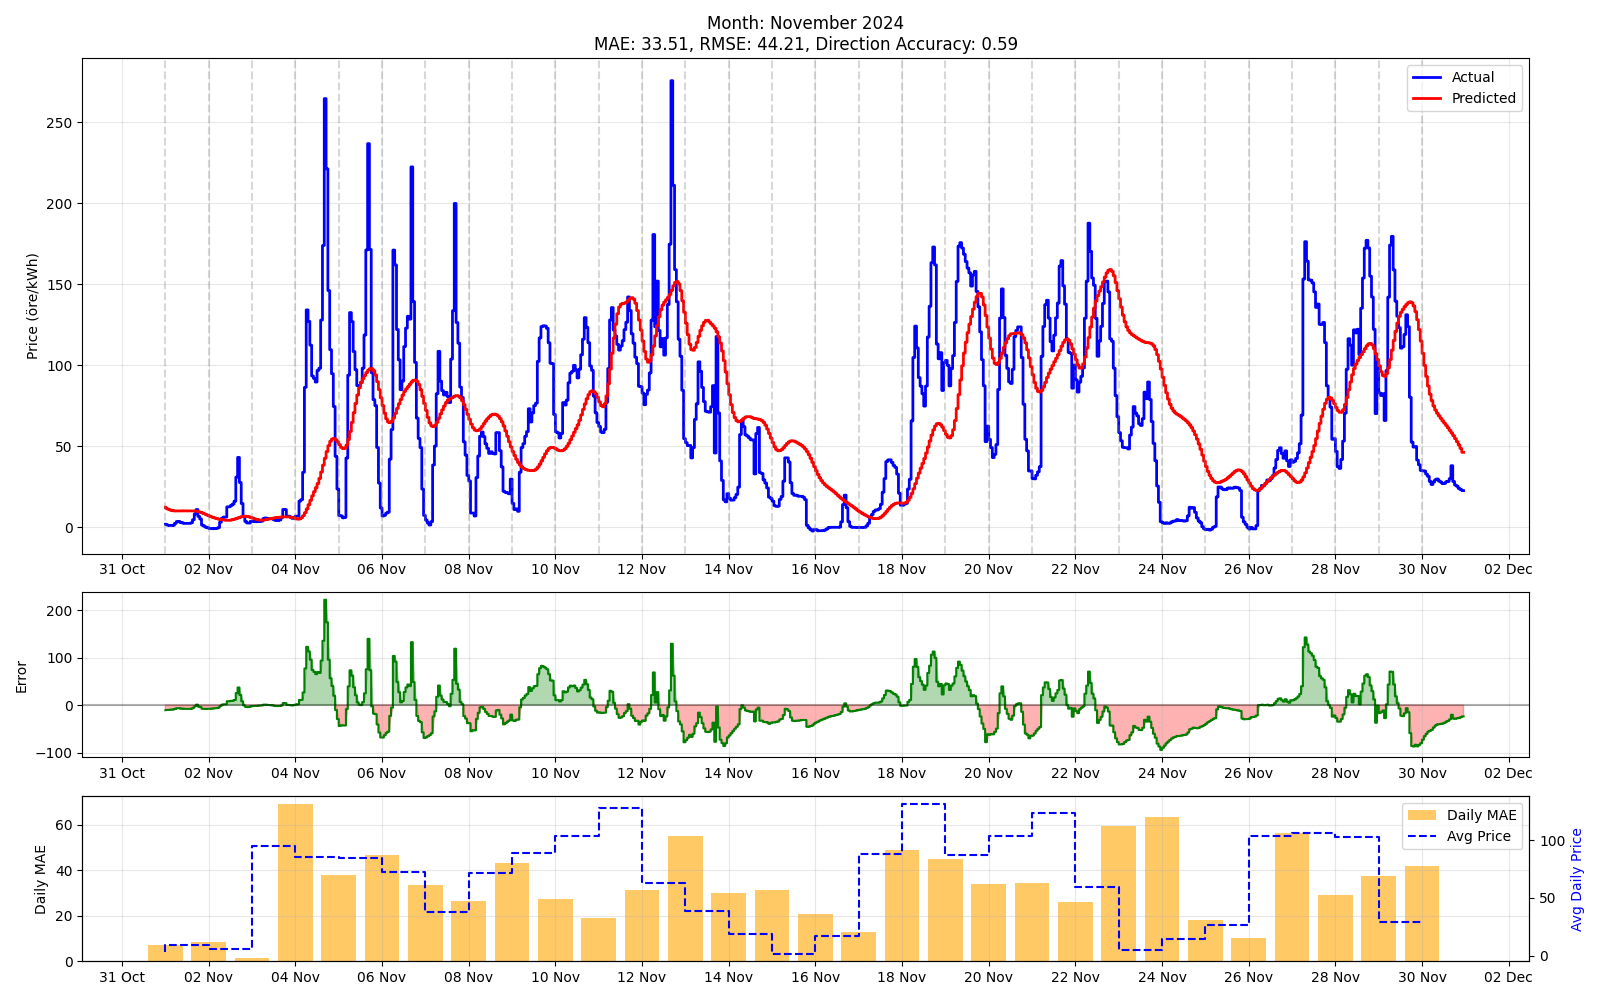 Month: November 2024
MAE: 33.51, RMSE: 44.21, Direction Accuracy: 0.59
Price (öre/kWh)
250
200
150
100
50
0
Actual
Predicted
31 Oct 02 Nov 04 Nov 06 Nov 08 Nov 10 Nov 12 Nov 14 Nov 16 Nov 18 Nov 20 Nov 22 Nov 24 Nov 26 Nov 28 Nov 30 Nov 02 Dec
Error
200
100
0
−100
31 Oct 02 Nov 04 Nov 06 Nov 08 Nov 10 Nov 12 Nov 14 Nov 16 Nov 18 Nov 20 Nov 22 Nov 24 Nov 26 Nov 28 Nov 30 Nov 02 Dec
Daily MAE
60
40
20
0
Daily MAE
Avg Price
100
50
0
Avg Daily Price
31 Oct 02 Nov 04 Nov 06 Nov 08 Nov 10 Nov 12 Nov 14 Nov 16 Nov 18 Nov 20 Nov 22 Nov 24 Nov 26 Nov 28 Nov 30 Nov 02 Dec